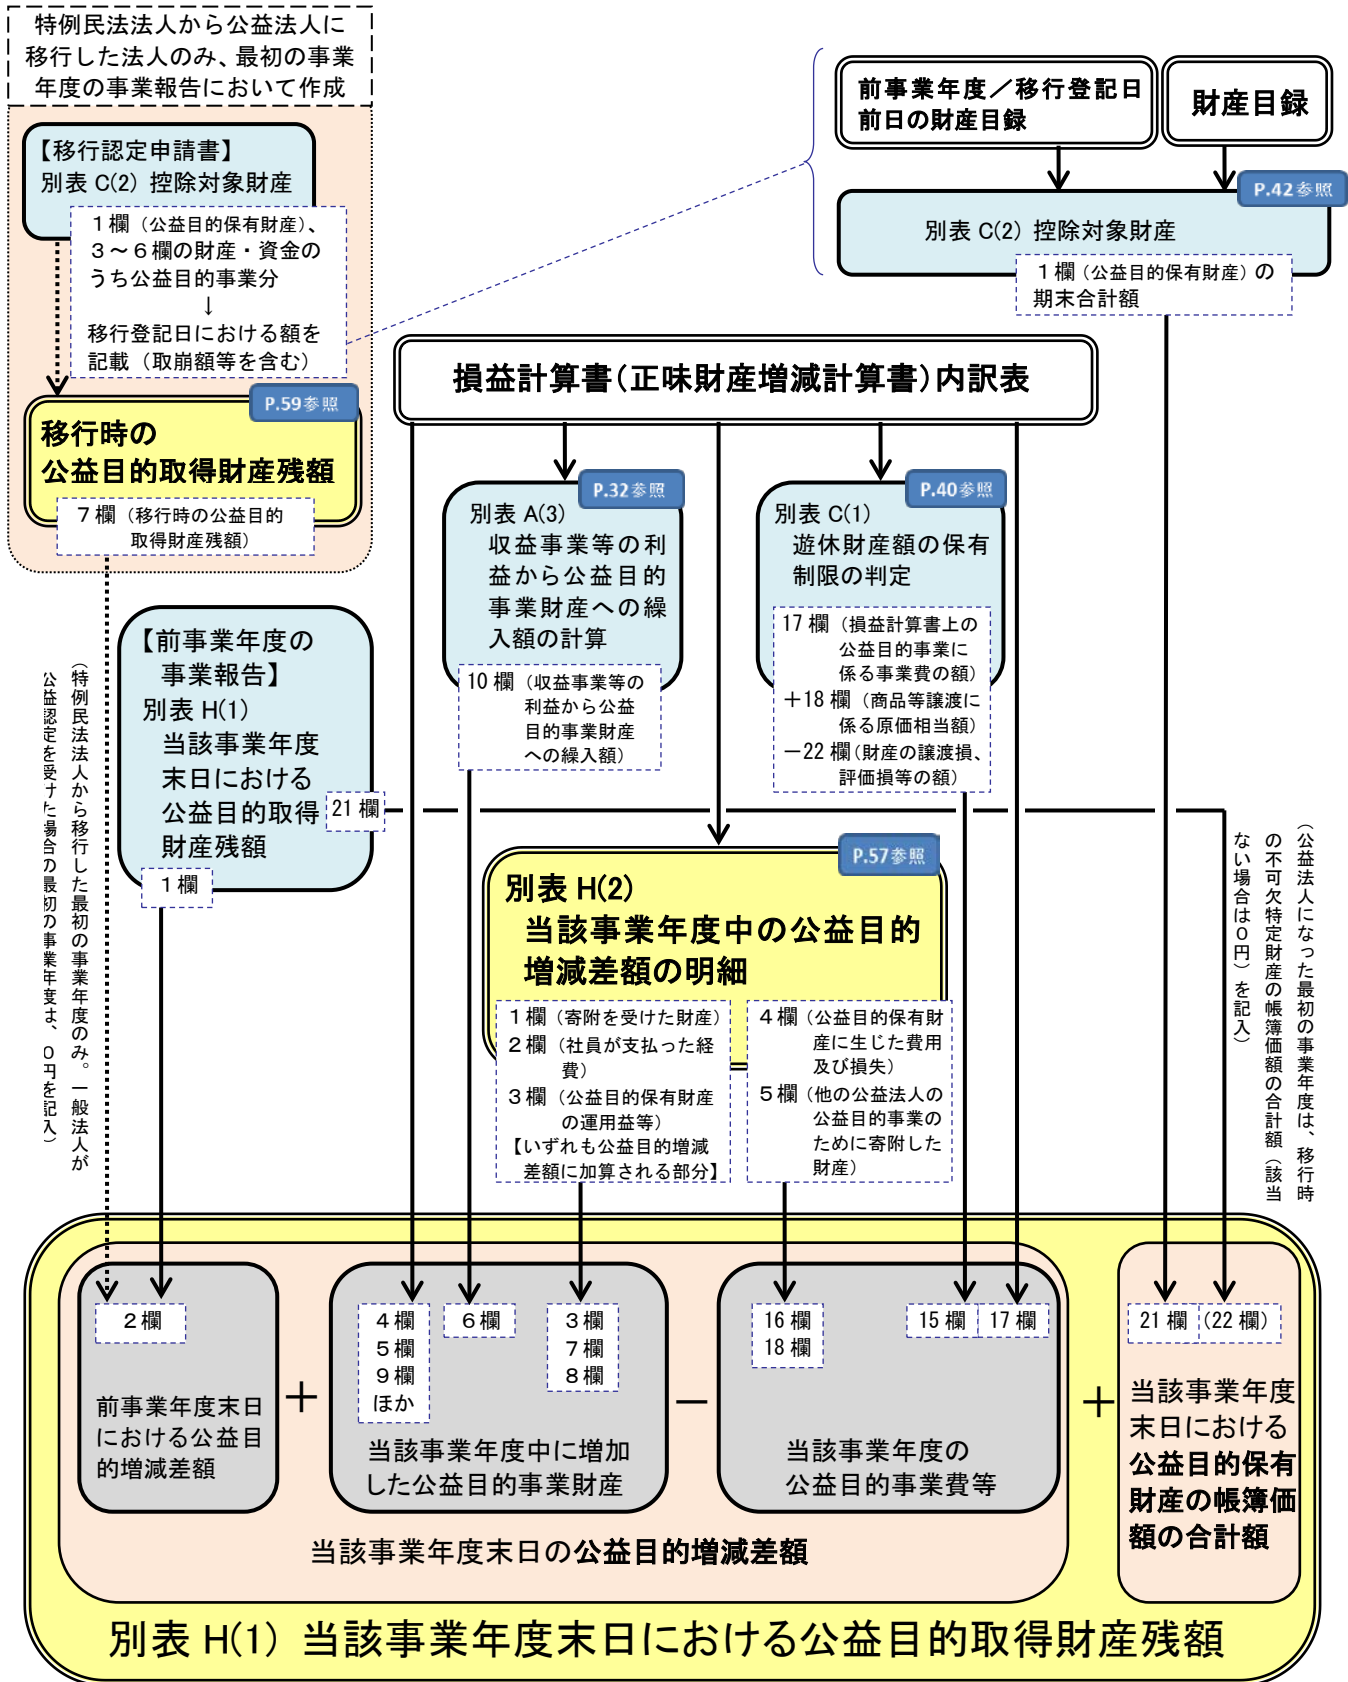 特例民法法人から公益法人に
移行した法人のみ、最初の事業
年度の事業報告において作成
【移行認定申請書】
別表 C(2) 控除対象財産
1欄（公益目的保有財産）、
3～6欄の財産・資金の
うち公益目的事業分
↓
移行登記日における額を
記載（取崩額等を含む）
P.59参照
移行時の
公益目的取得財産残額
7欄（移行時の公益目的
取得財産残額）
前事業年度／移行登記日
前日の財産目録
財産目録
P.42参照
別表 C(2) 控除対象財産
1欄（公益目的保有財産）の
期末合計額
損益計算書（正味財産増減計算書）内訳表
P.32参照
別表 A(3)
収益事業等の利
益から公益目的
事業財産への繰
入額の計算
10欄（収益事業等の
利益から公益
目的事業財産
への繰入額）
P.40参照
別表 C(1)
遊休財産額の保有
制限の判定
17欄（損益計算書上の
公益目的事業に
係る事業費の額）
＋18欄（商品等譲渡に
係る原価相当額）
－22欄（財産の譲渡損、
評価損等の額）
【前事業年度の
事業報告】
別表 H(1)
当該事業年度
末日における
公益目的取得
財産残額
21欄
1欄
（特例民法法人から移行した最初の事業年度のみ。一般法人が
公益認定を受けた場合の最初の事業年度は、0円を記入）
P.57参照
別表 H(2)
当該事業年度中の公益目的
増減差額の明細
1欄（寄附を受けた財産）
2欄（社員が支払った経
費）
3欄（公益目的保有財産
の運用益等）
【いずれも公益目的増減
差額に加算される部分】
4欄（公益目的保有財
産に生じた費用
及び損失）
5欄（他の公益法人の
公益目的事業の
ために寄附した
財産）
（公益法人になった最初の事業年度は、移行時
の不可欠特定財産の帳簿価額の合計額（該当
ない場合は0円）を記入）
2欄
前事業年度末日
における公益目
的増減差額
＋
4欄
5欄
9欄
ほか
6欄
3欄
7欄
8欄
当該事業年度中に増加
した公益目的事業財産
－
16欄
18欄
15欄
17欄
当該事業年度の
公益目的事業費等
＋
21欄
（22欄）
当該事業年度
末日における
公益目的保有
財産の帳簿価
額の合計額
当該事業年度末日の公益目的増減差額
別表 H(1) 当該事業年度末日における公益目的取得財産残額